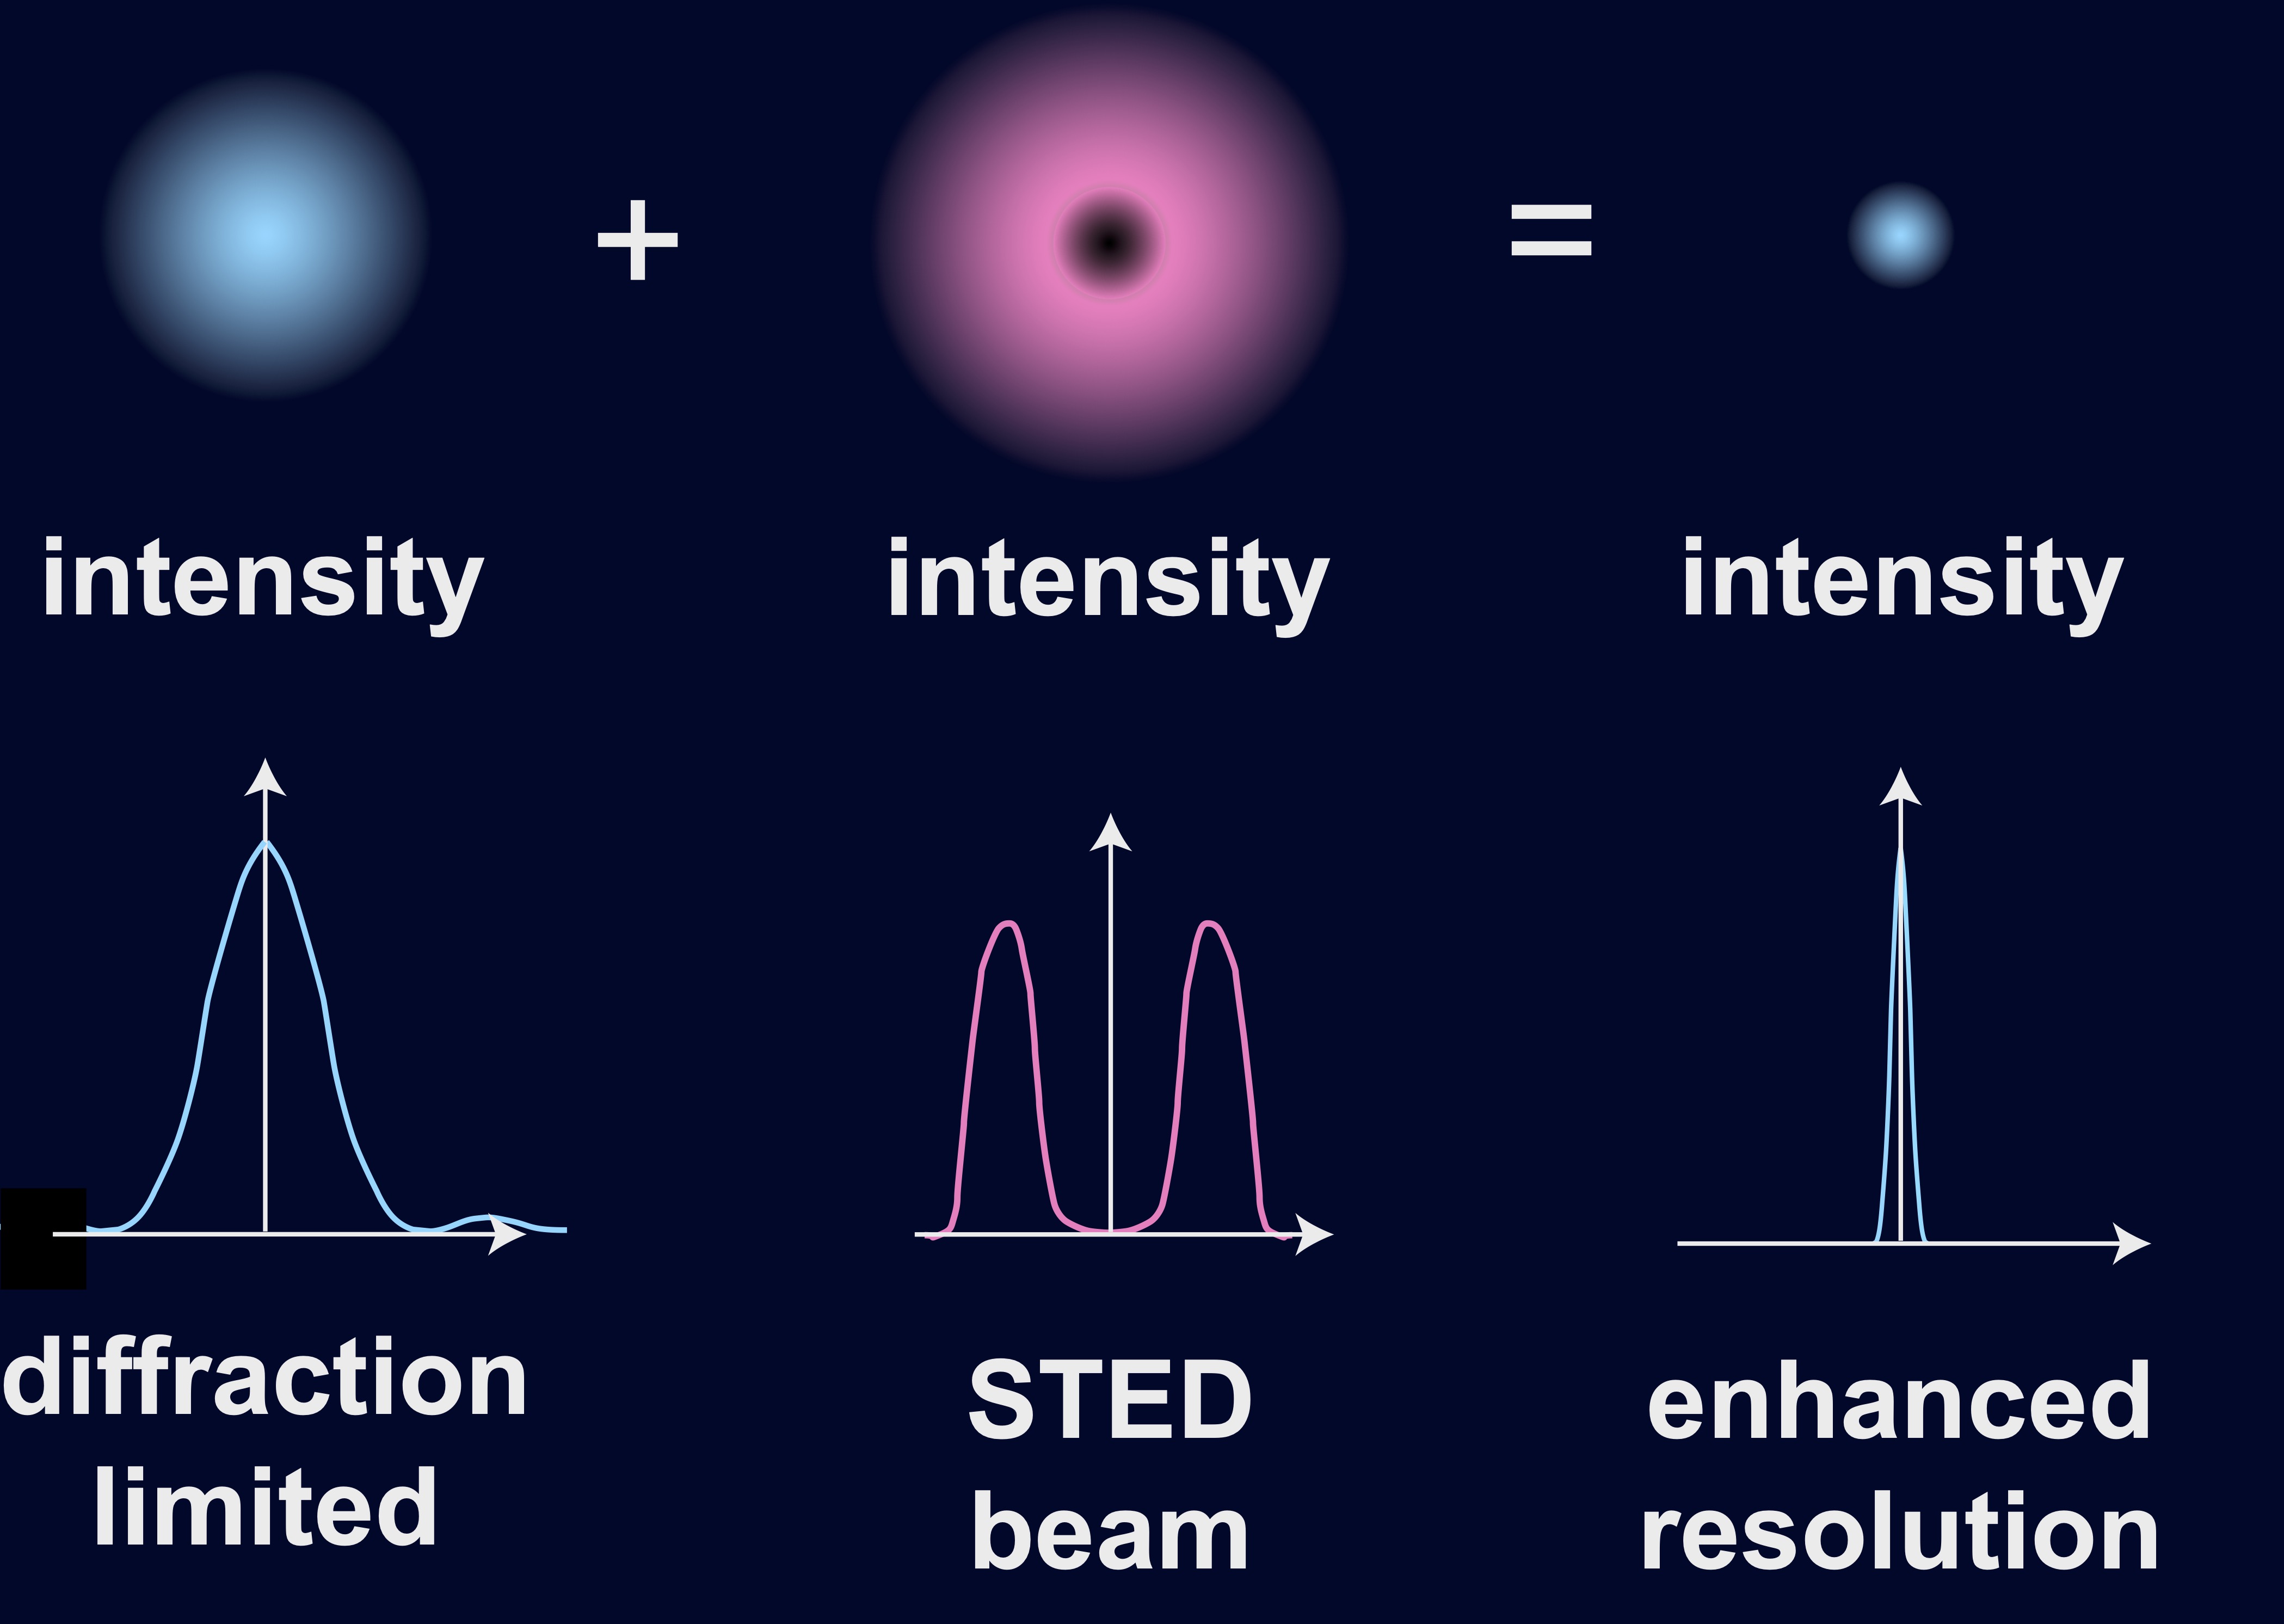 +
=
intensity
intensity
intensity
diffraction
limited
STED
beam
enhanced
resolution